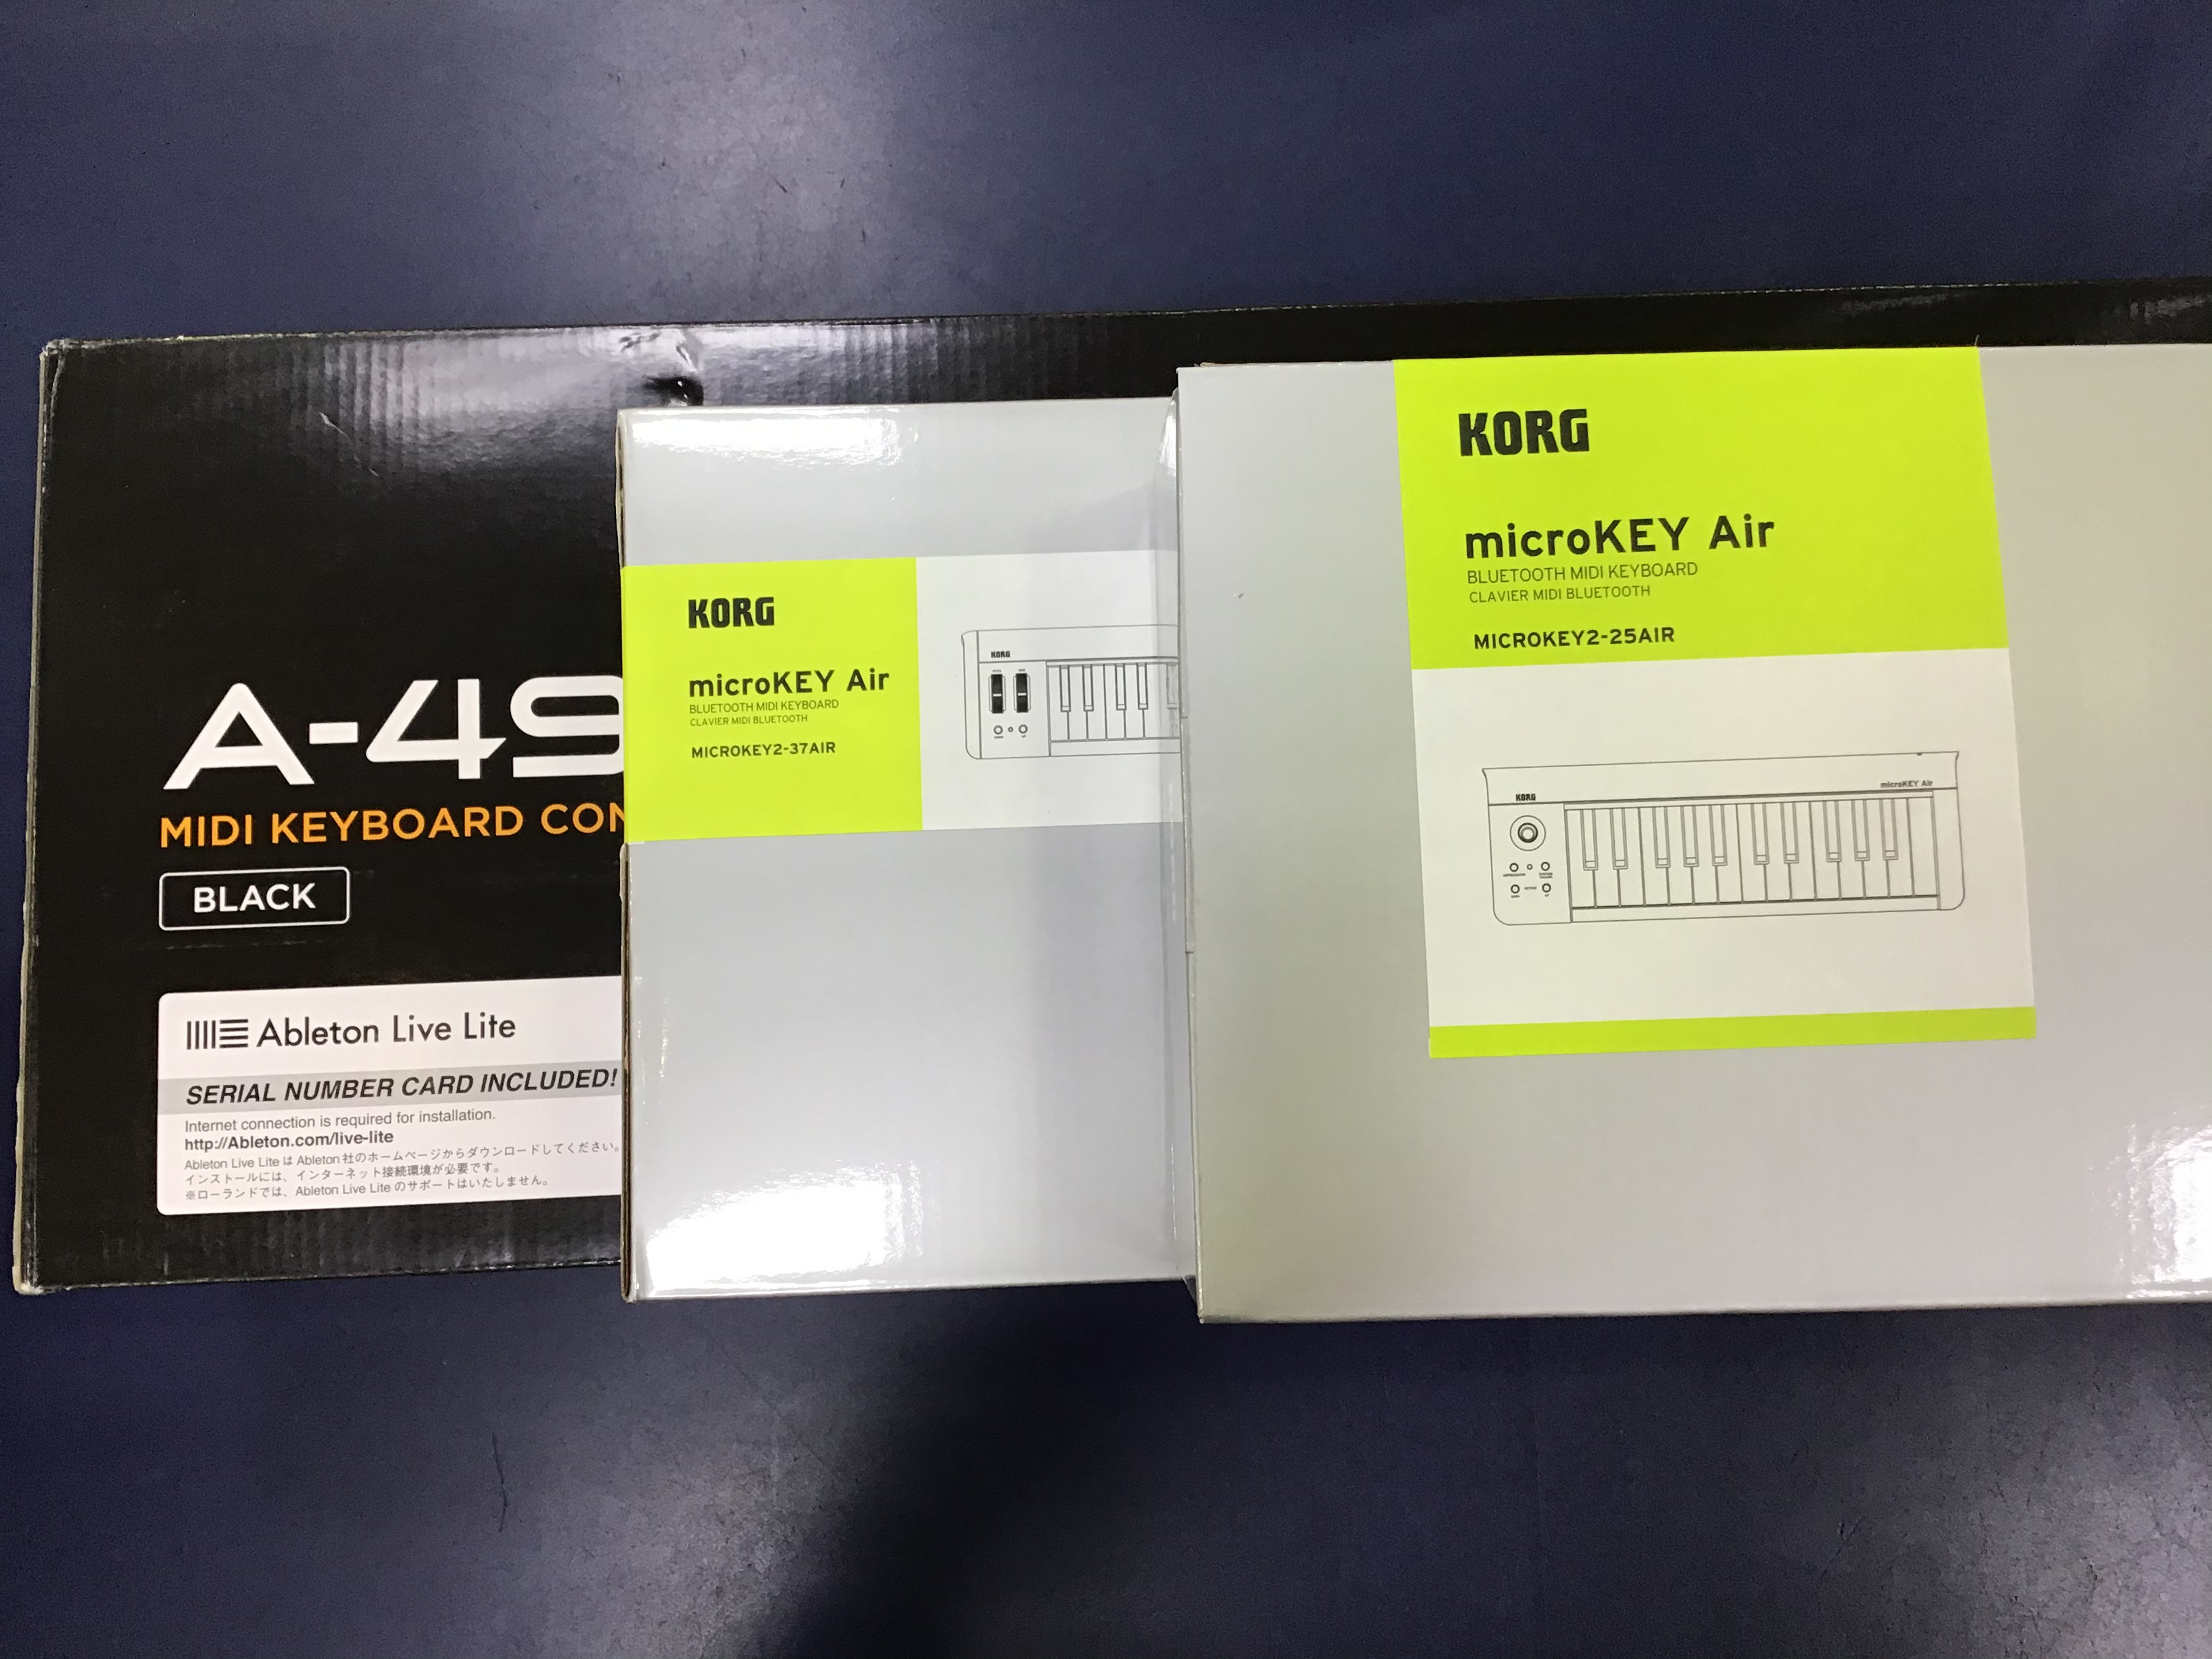 A-49
MIDI KEYBOARD CON
BLACK
Ableton Live Lite
SERIAL NUMBER CARD INCLUDED!
Internet connection is required for installation.
http://Ableton.com/live-lite
Ableton Live Lite は Ableton 社のホームページからダウンロードしてください。
インストールには、インターネット接続環境が必要です。
※ローランドでは、Ableton Live Lite のサポートはいたしません。
KORG
microKEY Air
BLUETOOTH MIDI KEYBOARD
CLAVIER MIDI BLUETOOTH
MICROKEY2-37AIR
KORG
KORG
microKEY Air
BLUETOOTH MIDI KEYBOARD
CLAVIER MIDI BLUETOOTH
MICROKEY2-25AIR
microKEY Air
KORG